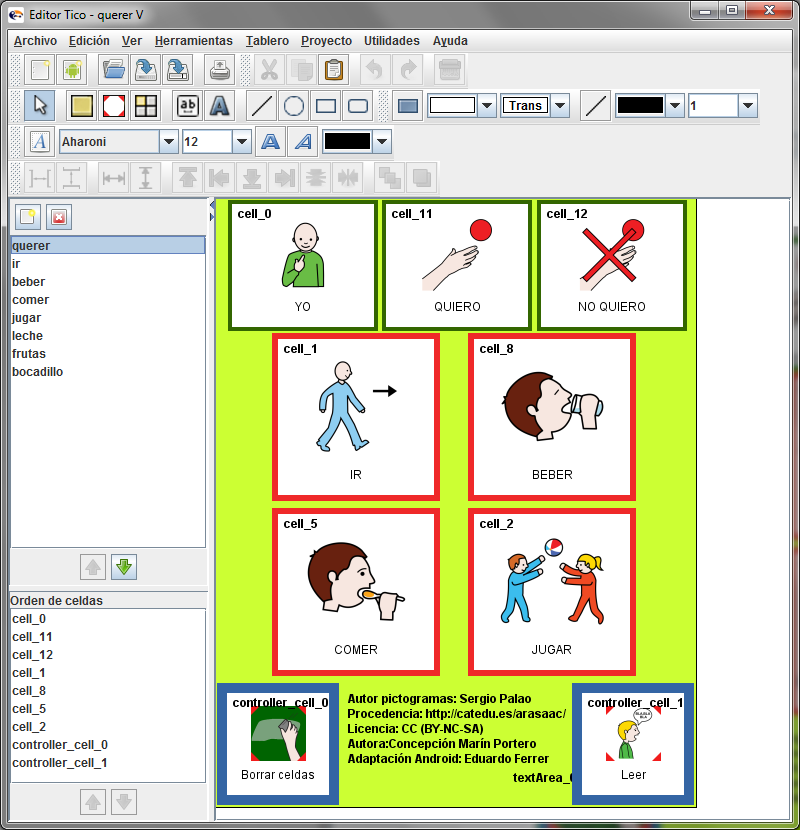 Editor Tico - querer V
Archivo Edición Ver Herramientas Tablero Proyecto Utilidades Ayuda
ab A Trans 1
A Aharoni 12 A A
querer
ir
beber
comer
jugar
leche
frutas
bocadillo
Orden de celdas
cell_0
cell_11
cell_12
cell_1
cell_8
cell_5
cell_2
controller_cell_0
controller_cell_1
cell_0
YO
cell_11
QUIERO
cell_12
NO QUIERO
cell_1
IR
cell_8
BEBER
cell_5
COMER
cell_2
JUGAR
controller_cell_0
Borrar celdas
Autor pictogramas: Sergio Palao
Procedencia: http://catedu.es/arasaac/
Licencia: CC (BY-NC-SA)
Autora:Concepción Marín Portero
Adaptación Android: Eduardo Ferrer
textArea_
controller_cell_1
Leer